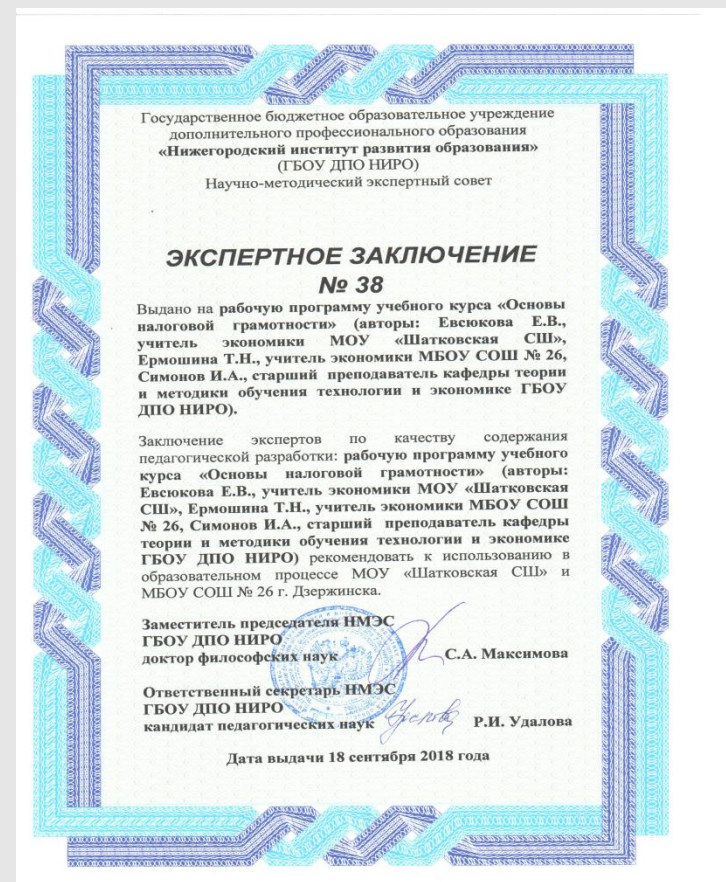 Государственное бюджетное образовательное учреждение
дополнительного профессионального образования
«Нижегородский институт развития образования»
(ГБОУ ДПО НИРО)
Научно-методический экспертный совет
ЭКСПЕРТНОЕ ЗАКЛЮЧЕНИЕ
№ 38
Выдано на рабочую программу учебного курса «Основы
налоговой грамотности» (авторы: Евсюкова Е.В.,
учитель экономики МОУ «Шатковская СШ»,
Ермошина Т.Н., учитель экономики МБОУ СОШ № 26,
Симонов И.А., старший преподаватель кафедры теории
и методики обучения технологии и экономике ГБОУ
ДПО НИРО).
Заключение экспертов по качеству содержания
педагогической разработки: рабочую программу учебного
курса «Основы налоговой грамотности» (авторы:
Евсюкова Е.В., учитель экономики МОУ «Шатковская
СШ», Ермошина Т.Н., учитель экономики МБОУ СОШ
№ 26, Симонов И.А., старший преподаватель кафедры
теории и методики обучения технологии и экономике
ГБОУ ДПО НИРО) рекомендовать к использованию в
образовательном процессе МОУ «Шатковская СШ» и
МБОУ СОШ № 26 г. Дзержинска.
Заместитель председателя НМЭС
ГБОУ ДПО НИРО
доктор философских наук С.А. Максимова
Ответственный секретарь НМЭС
ГБОУ ДПО НИРО
кандидат педагогических наук Р.И. Удалова
Дата выдачи 18 сентября 2018 года